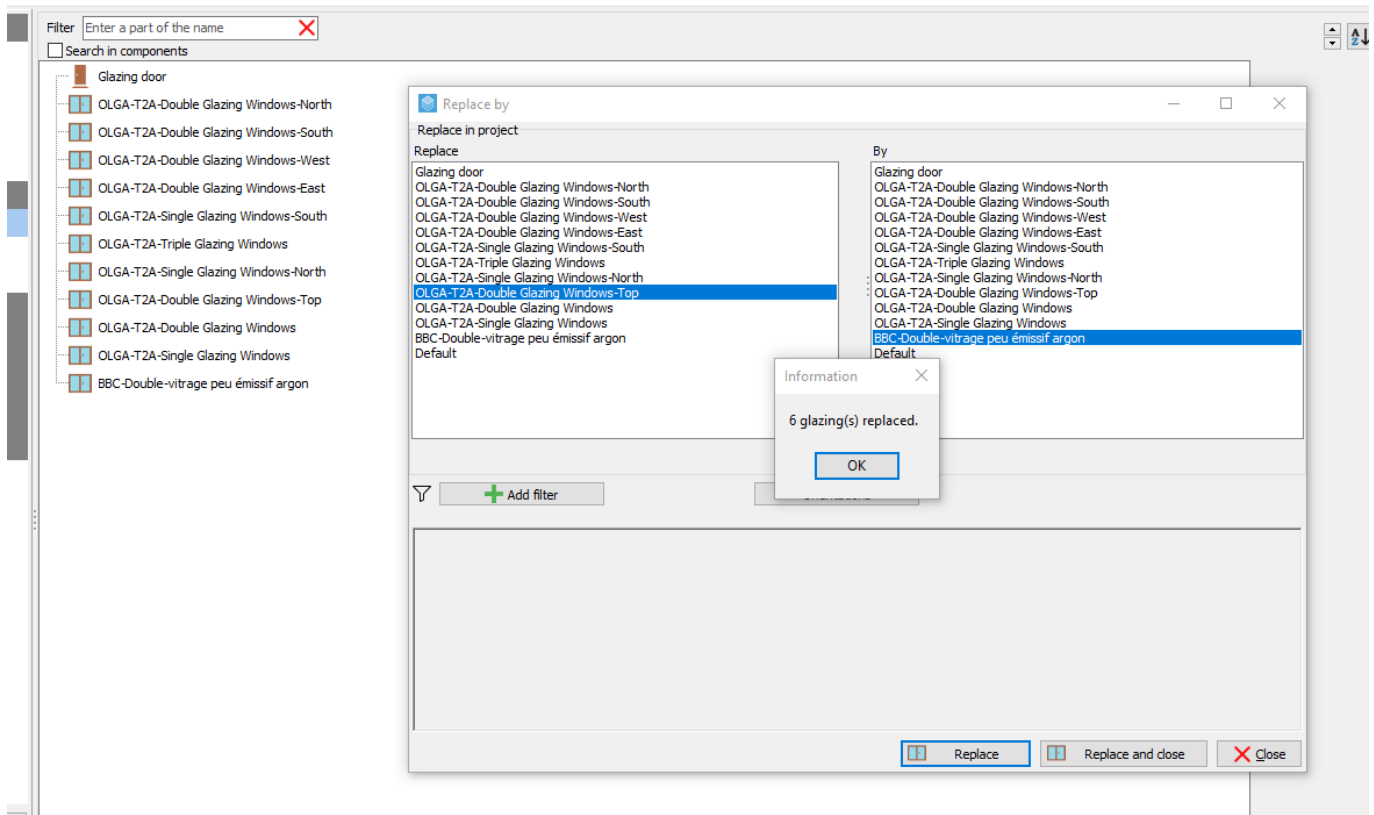 Filter Enter a part of the name
Search in components
Glazing door
OLGA-T2A-Double Glazing Windows-North
OLGA-T2A-Double Glazing Windows-South
OLGA-T2A-Double Glazing Windows-West
OLGA-T2A-Double Glazing Windows-East
OLGA-T2A-Single Glazing Windows-South
OLGA-T2A-Triple Glazing Windows
OLGA-T2A-Single Glazing Windows-North
OLGA-T2A-Double Glazing Windows-Top
OLGA-T2A-Double Glazing Windows
OLGA-T2A-Single Glazing Windows
BBC-Double-vitrage peu émissif argon
Replace by
Replace in project
Replace
Glazing door
OLGA-T2A-Double Glazing Windows-North
OLGA-T2A-Double Glazing Windows-South
OLGA-T2A-Double Glazing Windows-West
OLGA-T2A-Double Glazing Windows-East
OLGA-T2A-Single Glazing Windows-South
OLGA-T2A-Triple Glazing Windows
OLGA-T2A-Single Glazing Windows-North
OLGA-T2A-Double Glazing Windows-Top
OLGA-T2A-Double Glazing Windows
OLGA-T2A-Single Glazing Windows
BBC-Double-vitrage peu émissif argon
Default
By
Glazing door
OLGA-T2A-Double Glazing Windows-North
OLGA-T2A-Double Glazing Windows-South
OLGA-T2A-Double Glazing Windows-West
OLGA-T2A-Double Glazing Windows-East
OLGA-T2A-Single Glazing Windows-South
OLGA-T2A-Triple Glazing Windows
OLGA-T2A-Single Glazing Windows-North
OLGA-T2A-Double Glazing Windows-Top
OLGA-T2A-Double Glazing Windows
OLGA-T2A-Single Glazing Windows
BBC-Double-vitrage peu émissif argon
Default
Information
6 glazing(s) replaced.
OK
Add filter
Replace
Replace and close
Close
A
Z